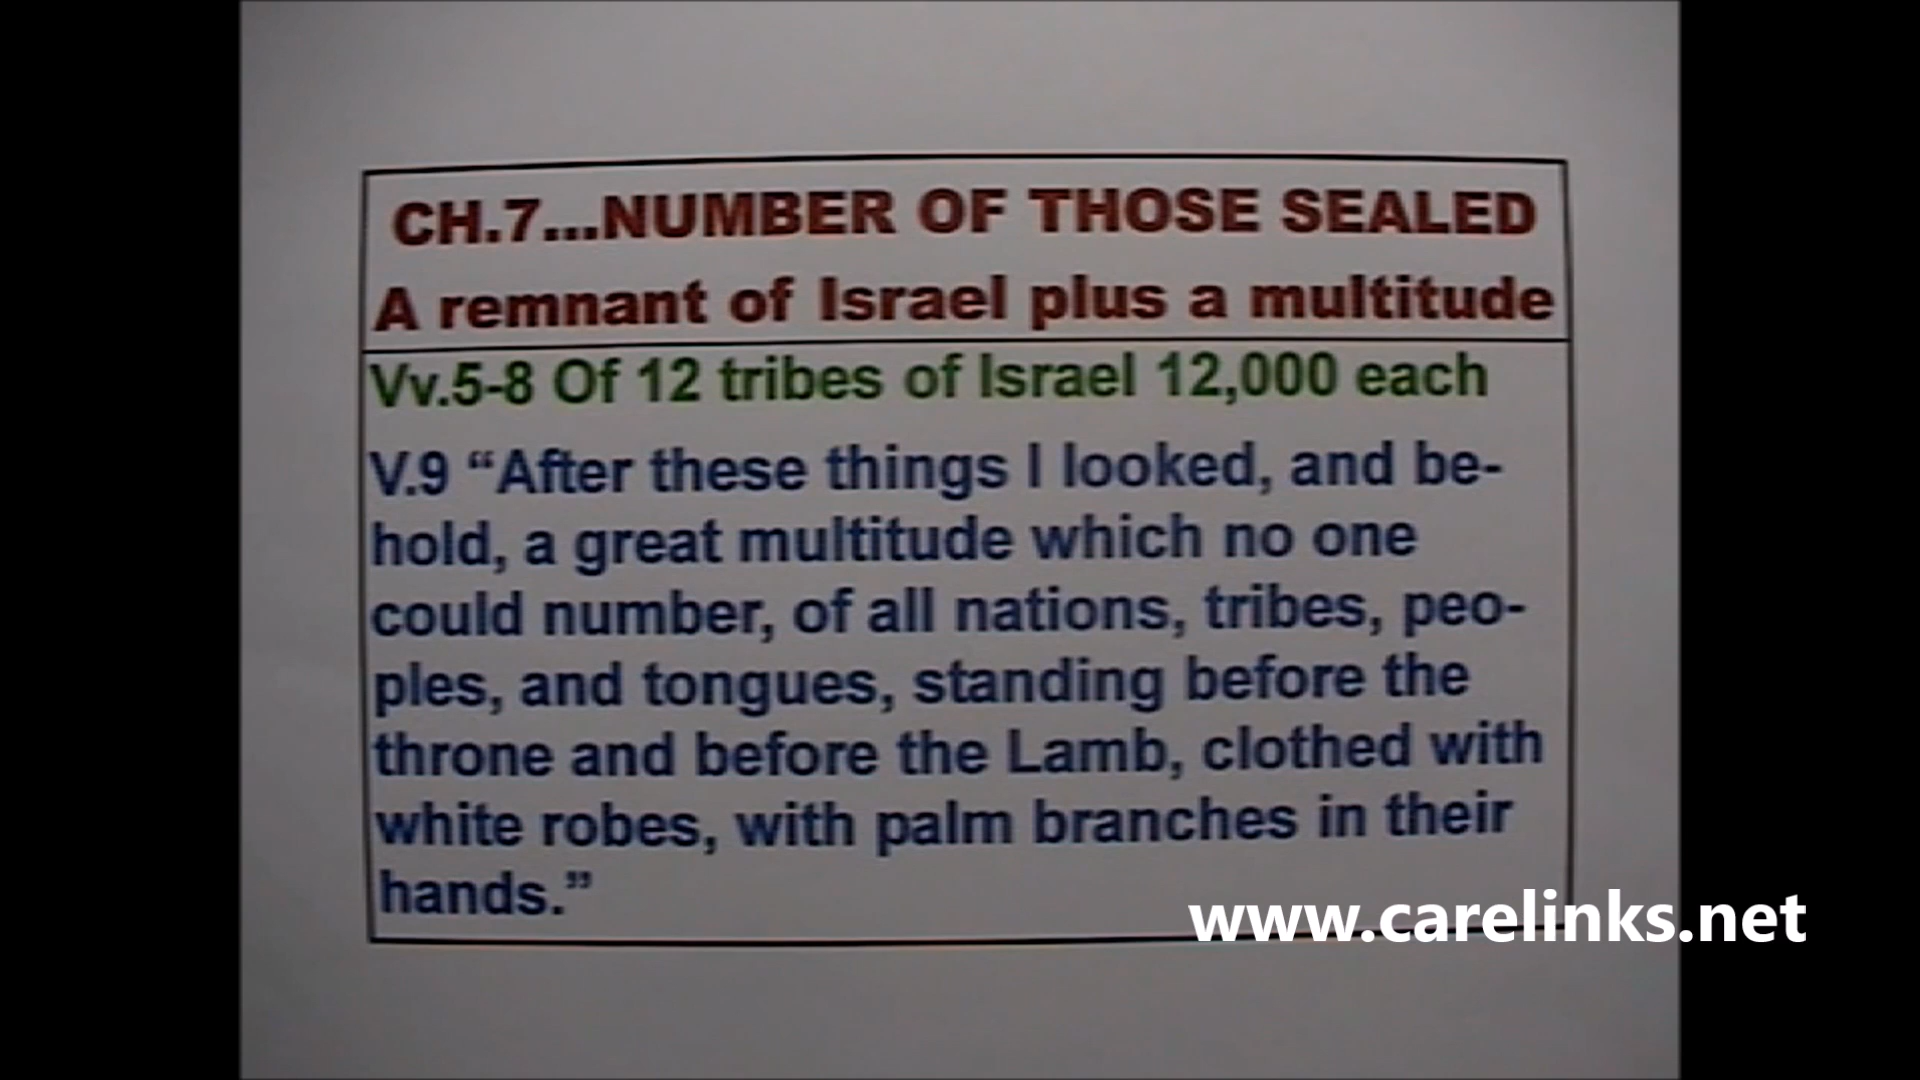 CH.7...NUMBER OF THOSE SEALED
A remnant of Israel plus a multitude
Vv.5-8 Of 12 tribes of Israel 12,000 each
V.9 “After these things I looked, and be-
hold, a great multitude which no one
could number, of all nations, tribes, peo-
ples, and tongues, standing before the
throne and before the Lamb, clothed with
white robes, with palm branches in their
hands.”
www.carelinks.net